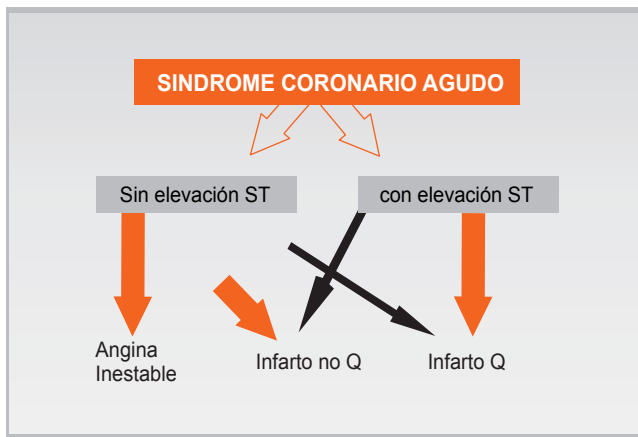 SINDROME CORONARIO AGUDO
Sin elevación ST
con elevación ST
Angina
Inestable
Infarto no Q
Infarto Q